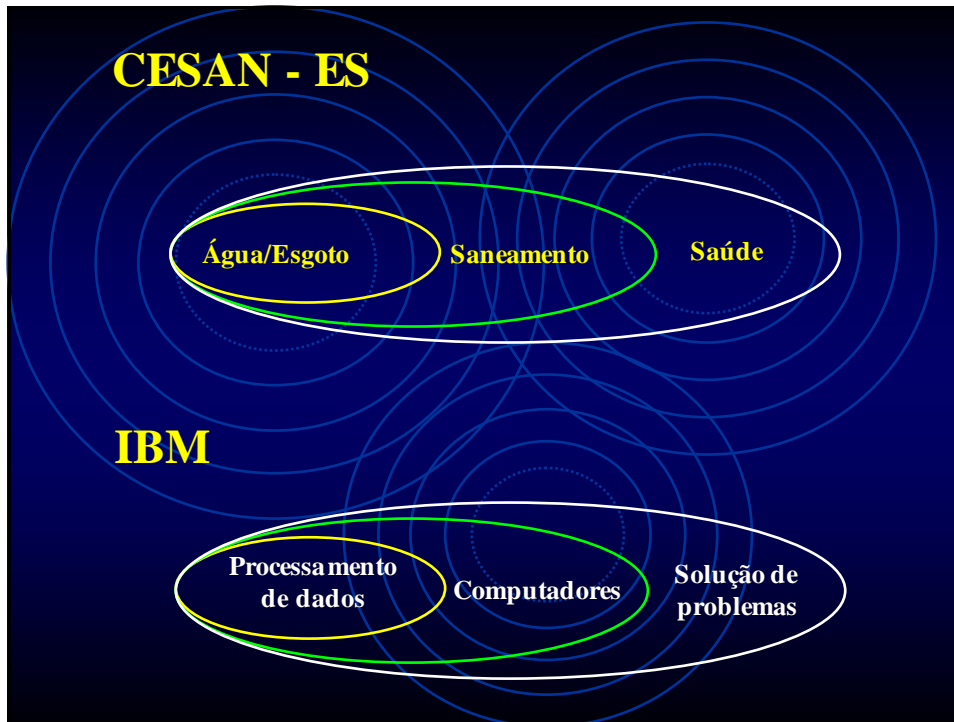 CESAN - ES
Água/Esgoto
Saneamento
Saúde
IBM
Processamento
de dados
Computadores
Solução de
problemas